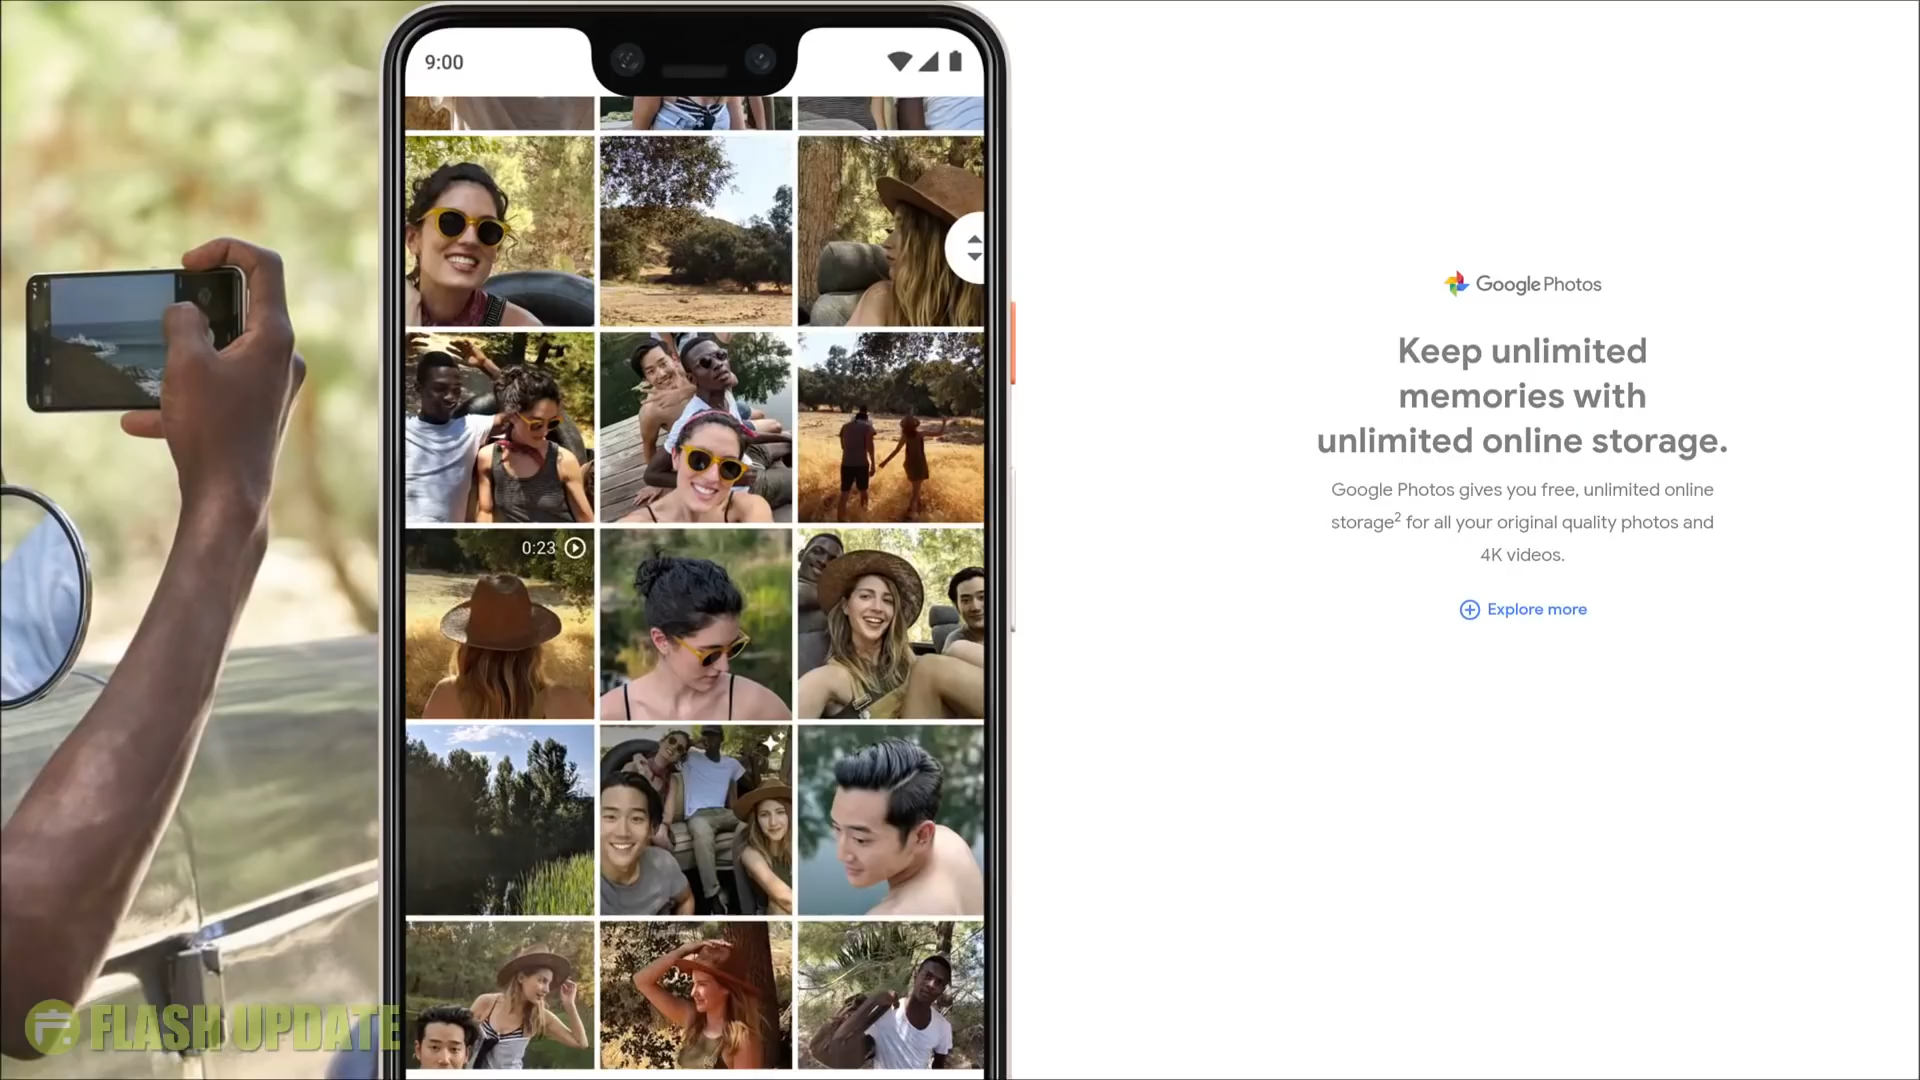 9:00
0:23
Google Photos
Keep unlimited
memories with
unlimited online storage.
Google Photos gives you free, unlimited online
storage² for all your original quality photos and
4K videos.
Explore more
FLASH UPDATE